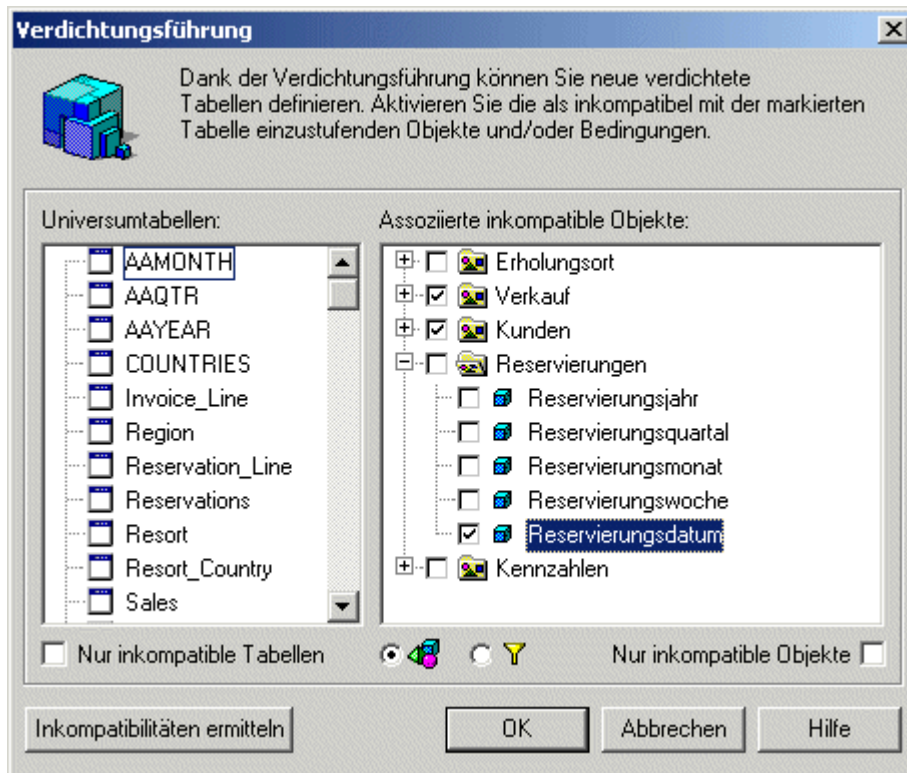 Verdichtungsführung
Dank der Verdichtungsführung können Sie neue verdichtete
Tabellen definieren. Aktivieren Sie die als inkompatibel mit der markierten
Tabelle einzustufenden Objekte und/oder Bedingungen.
Universumtabellen:
AAMONTH
AAQTR
AAYEAR
COUNTRIES
Invoice_Line
Region
Reservation_Line
Reservations
Resort
Resort_Country
Sales
Assoziierte inkompatible Objekte:
Erholungsort
Verkauf
Kunden
Reservierungen
Reservierungsjahr
Reservierungsquartal
Reservierungsmonat
Reservierungswoche
Reservierungsdatum
Kennzahlen
Nur inkompatible Tabellen
Nur inkompatible Objekte
Inkompatibilitäten ermitteln
OK
Abbrechen
Hilfe